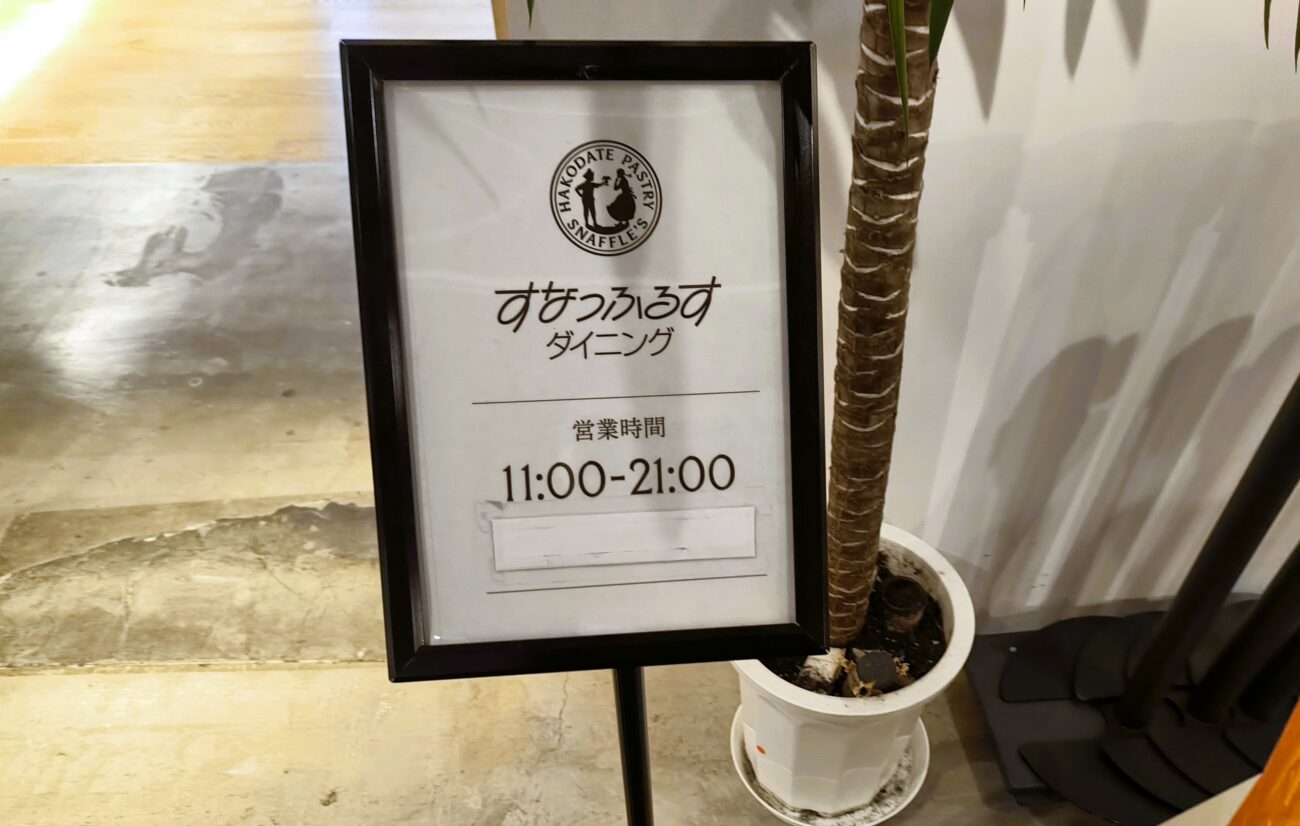 HAKODATE PASTRY
SNAFFLE'S
すなっふるす
ダイニング
営業時間
11:00-21:00